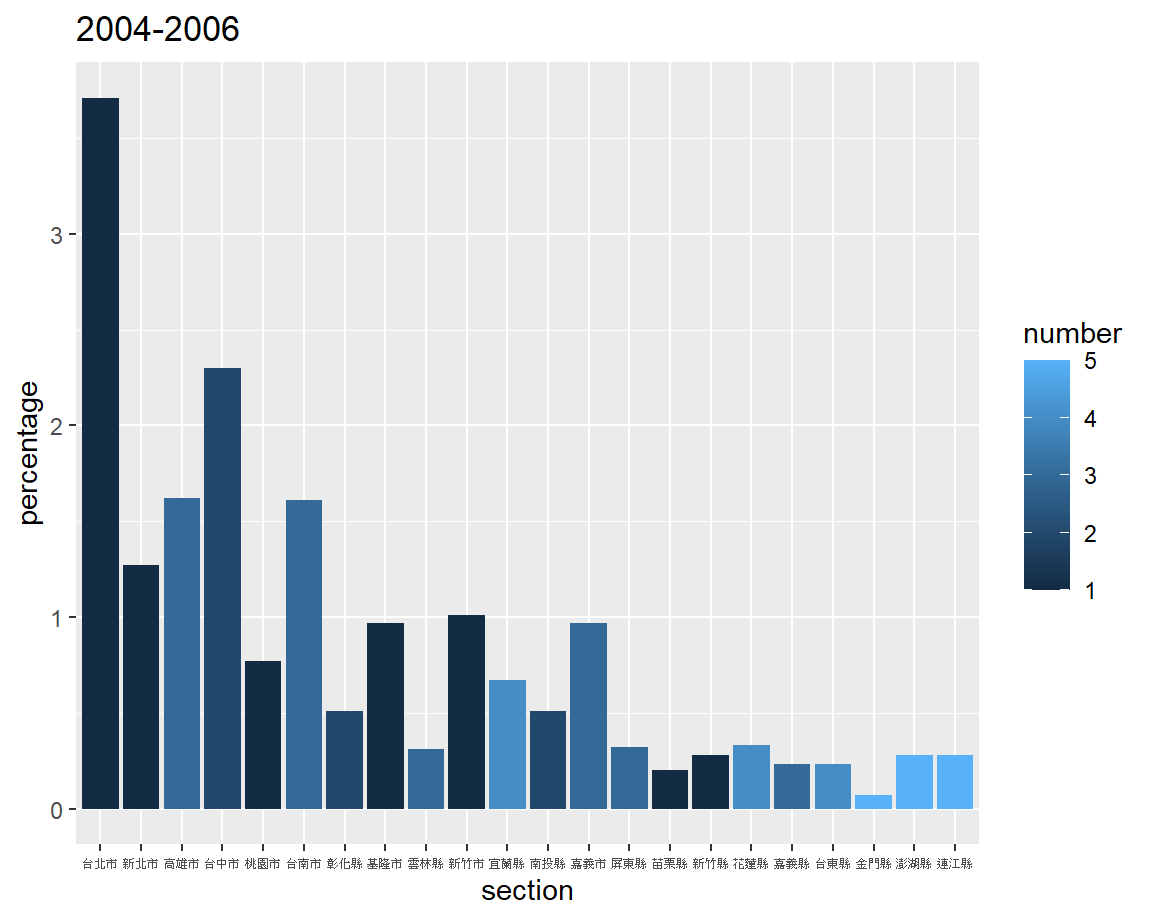 2004-2006
percentage
3
2
1
0
台北市 新北市 高雄市 台中市 桃園市 台南市 彰化縣 基隆市 雲林縣 新竹市 宜蘭縣 南投縣 嘉義市 屏東縣 苗栗縣 新竹縣 花蓮縣 嘉義縣 台東縣 金門縣 澎湖縣 連江縣
section
number
5
4
3
2
1